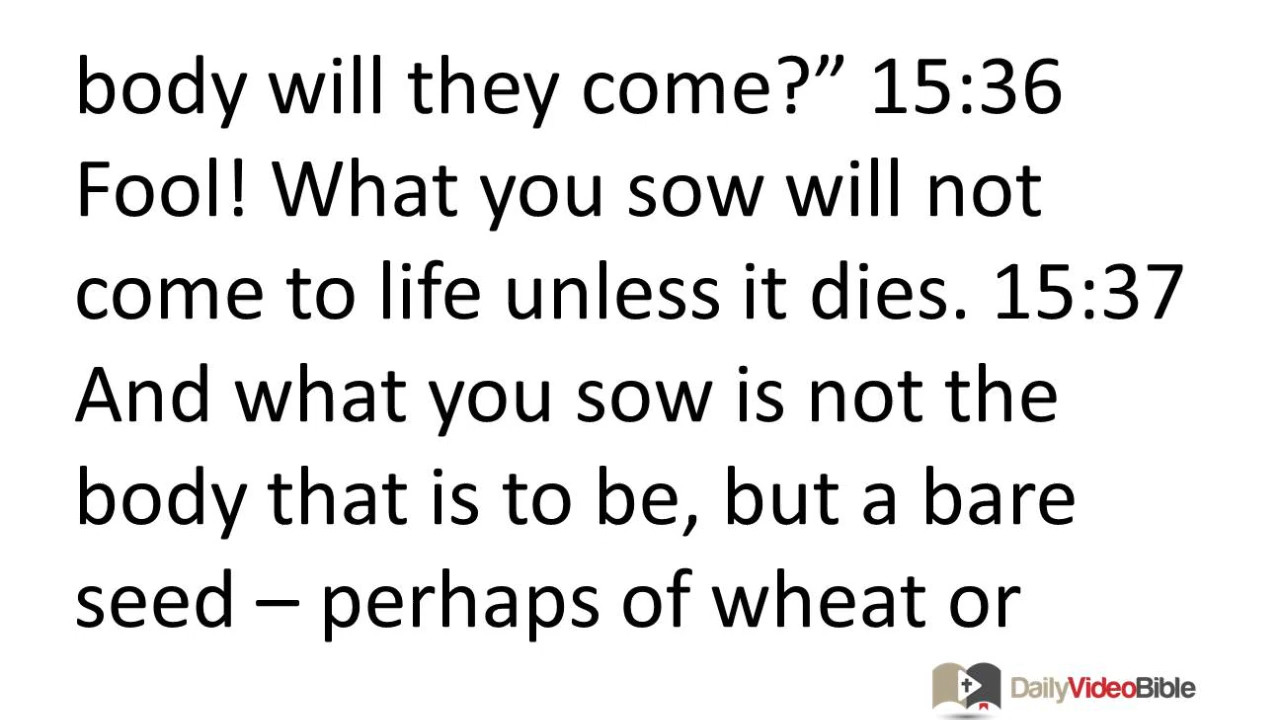 body will they come?” 15:36
Fool! What you sow will not
come to life unless it dies. 15:37
And what you sow is not the
body that is to be, but a bare
seed – perhaps of wheat or
DailyVideoBible